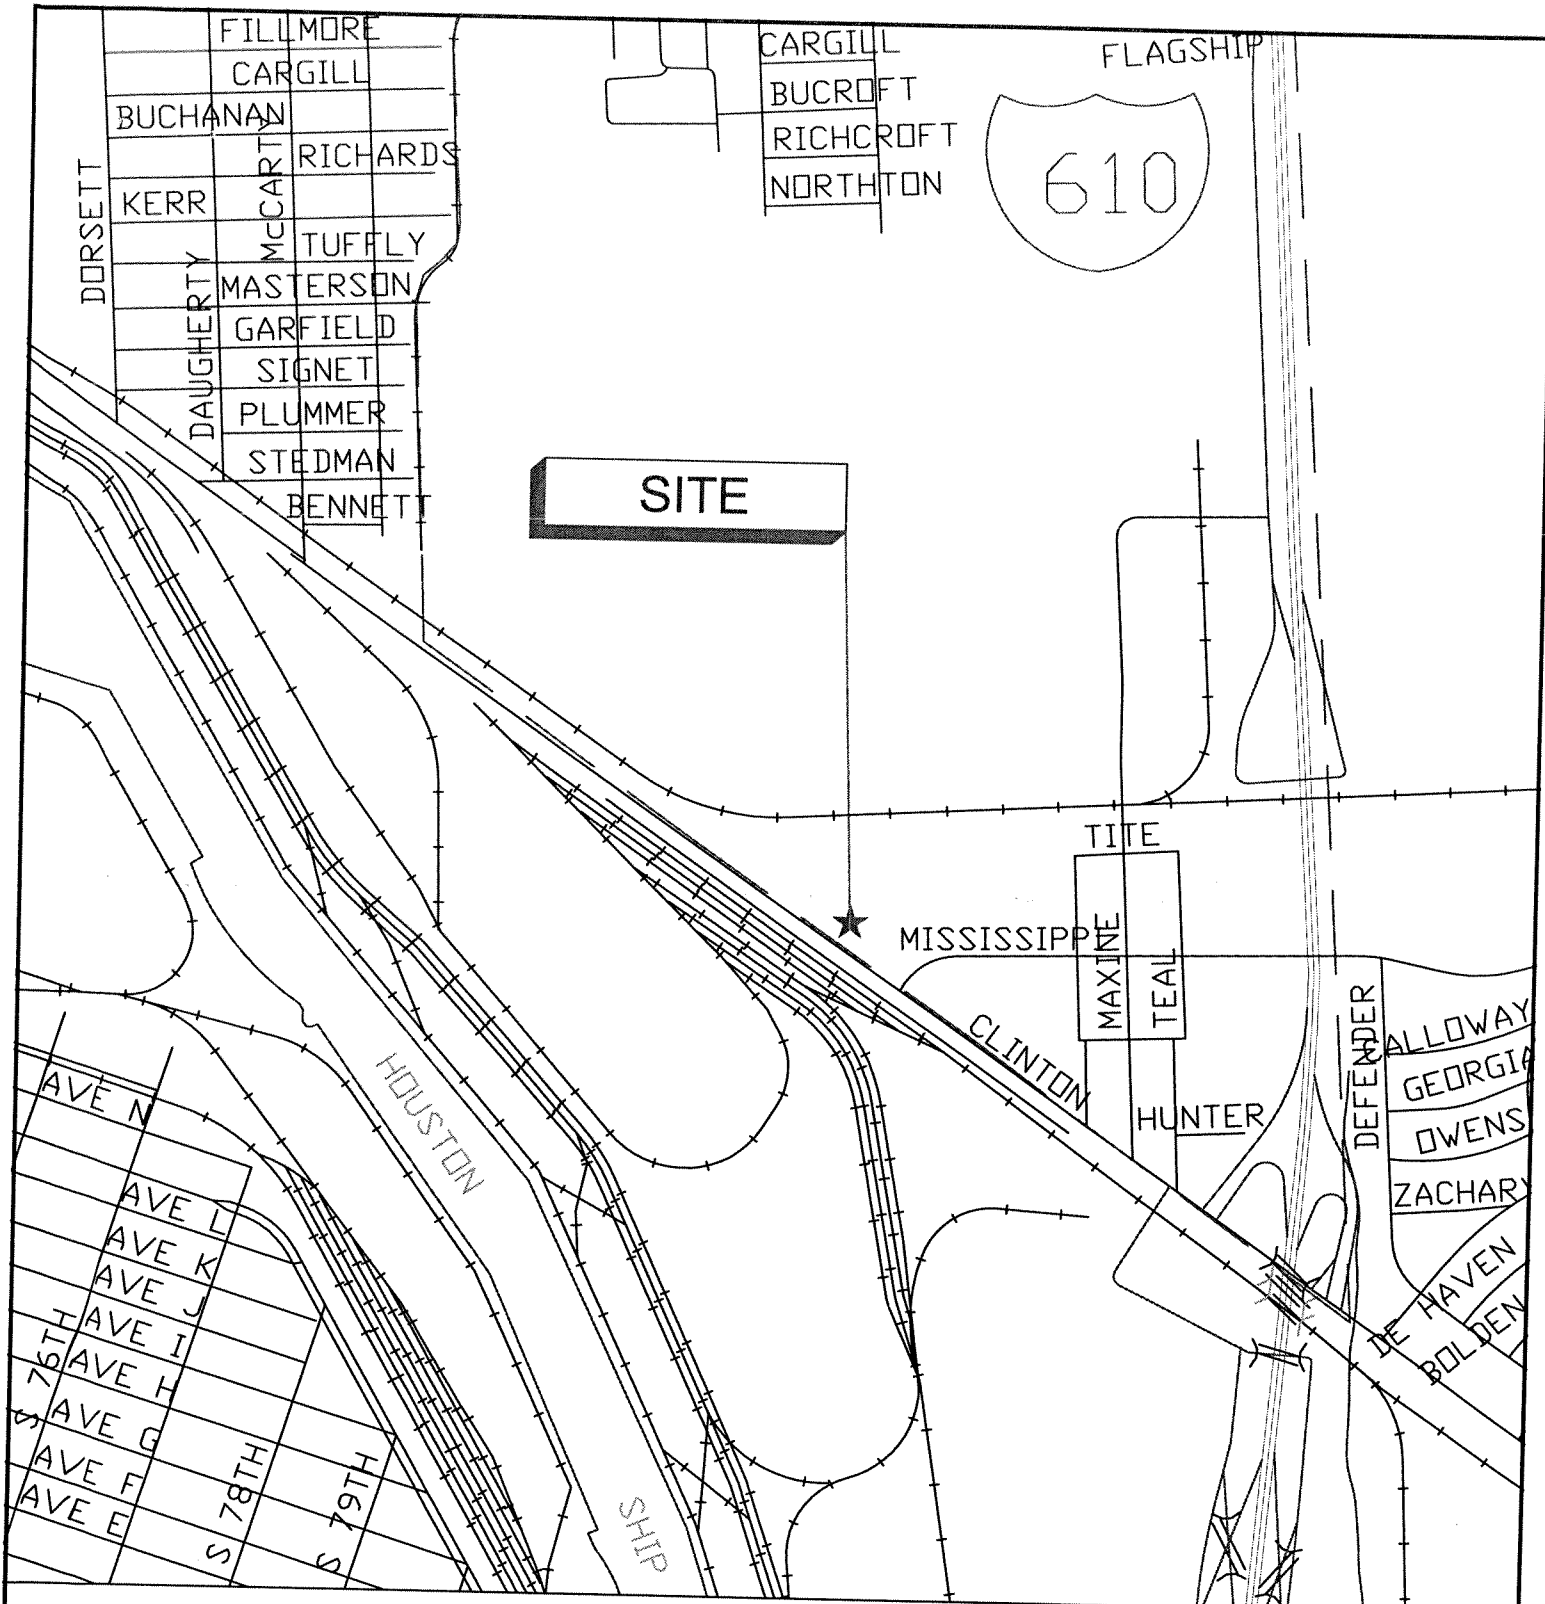 FILLMORE
CARGILL
BUCHANAN
McCARTY
RICHARDS
DORSETT
KERR
TUFFLY
DAUGHERTY
MASTERSON
GARFIELD
SIGNET
PLUMMER
STEDMAN
BENNETT
CARGILL
BUCROFT
RICHCROFT
NORTHTON
FLAGSHIP
610
SITE
TITE
MISSISSIPPI
MAXINE
TEAL
CLINTON
HUNTER
DEFENDER
CALLOWAY
GEORGIA
OWENS
ZACHARY
DE HAVEN
BOLDEN
HOUSTON
SHIP
AVE N
AVE L
AVE K
AVE J
AVE I
AVE H
AVE G
AVE F
AVE E
S 76TH
S 78TH
S 79TH